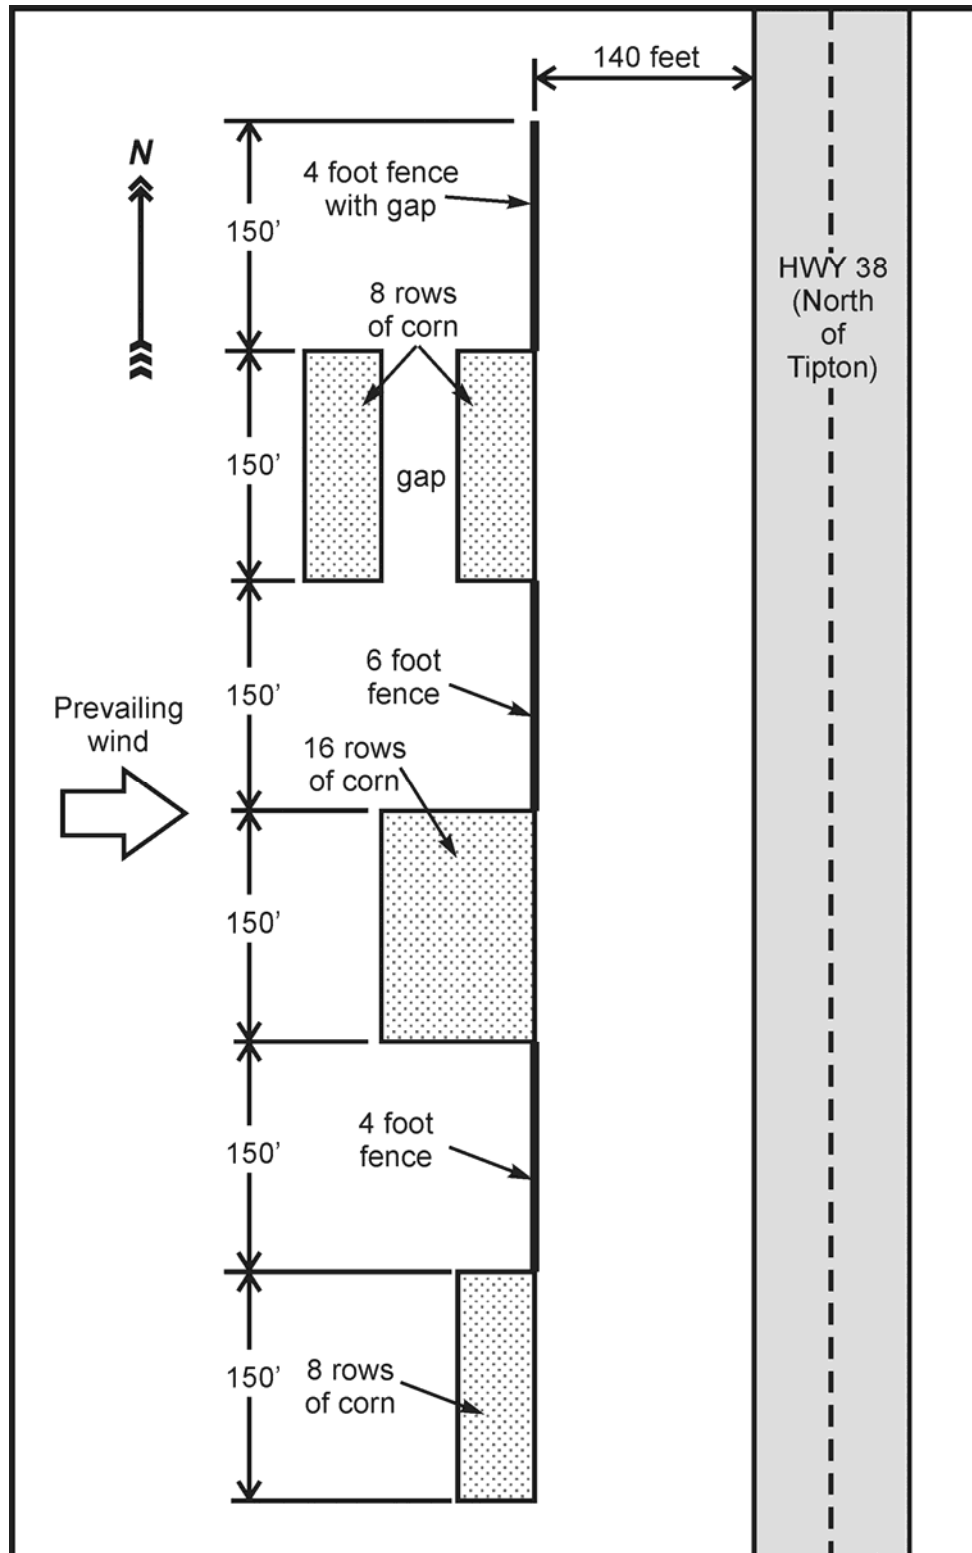 140 feet
N
4 foot fence
with gap
150’
HWY 38
(North
of
Tipton)
8 rows
of corn
150’
gap
6 foot
fence
150’
Prevailing
wind
16 rows
of corn
150’
4 foot
fence
150’
8 rows
of corn
150’